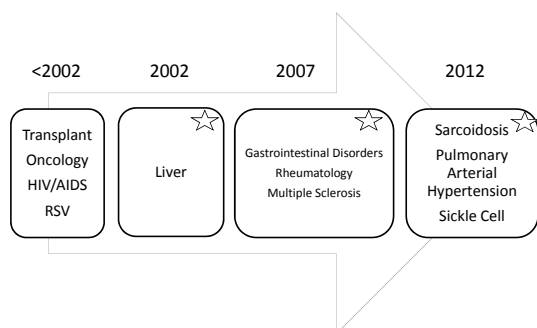 <2002
2002
2007
2012
Transplant
Oncology
HIV/AIDS
RSV
Liver
Gastrointestinal Disorders
Rheumatology
Multiple Sclerosis
Sarcoidosis
Pulmonary
Arterial
Hypertension
Sickle Cell